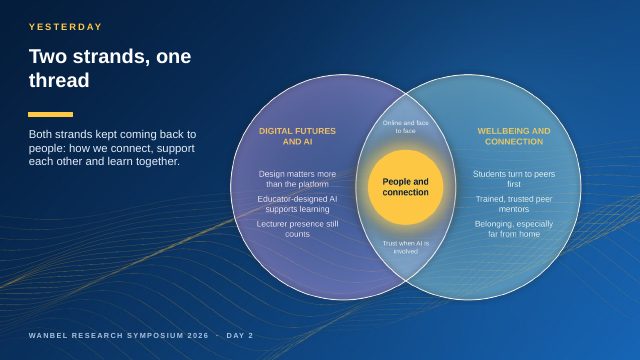 YESTERDAY
Two strands, one
thread
Both strands kept coming back to
people: how we connect, support
each other and learn together.
DIGITAL FUTURES
AND AI
Design matters more
than the platform
Educator-designed AI
supports learning
Lecturer presence still
counts
Online and face
to face
People and
connection
Trust when AI is
involved
WELLBEING AND
CONNECTION
Students turn to peers
first
Trained, trusted peer
mentors
Belonging, especially
far from home
WANBEL RESEARCH SYMPOSIUM 2026 - DAY 2